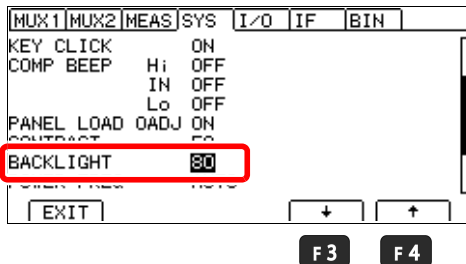 MUX1 MUX2 MEAS SYS I/O IF BIN
KEY CLICK ON
COMP BEEP Hi OFF
IN OFF
Lo OFF
PANEL LOAD OADJ ON
BACKLIGHT 80
EXIT ↓ ↑
F3 F4